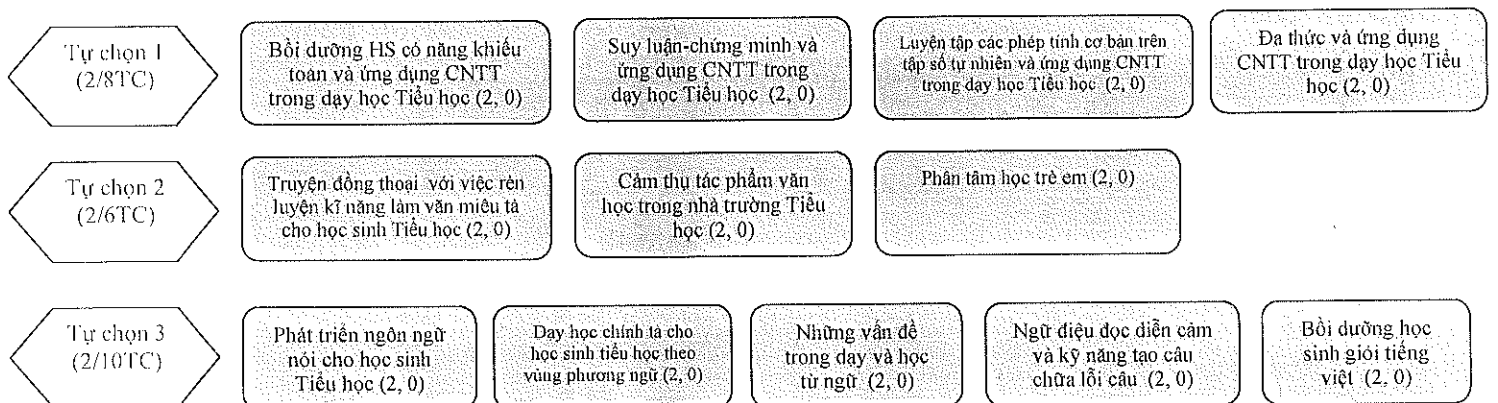 Tự chọn 1
(2/8TC)
Bồi dưỡng HS có năng khiếu
toán và ứng dụng CNTT
trong dạy học Tiểu học (2, 0)
Suy luận-chứng minh và
ứng dụng CNTT trong
dạy học Tiểu học (2, 0)
Luyện tập các phép tính cơ bản trên
tập số tự nhiên và ứng dụng CNTT
trong dạy học Tiểu học (2, 0)
Đa thức và ứng dụng
CNTT trong dạy học Tiểu
học (2, 0)
Tự chọn 2
(2/6TC)
Truyện đồng thoại với việc rèn
luyện kĩ năng làm văn miêu tả
cho học sinh Tiểu học (2, 0)
Cảm thụ tác phẩm văn
học trong nhà trường Tiểu
học (2, 0)
Phân tâm học trẻ em (2, 0)
Tự chọn 3
(2/10TC)
Phát triển ngôn ngữ
nói cho học sinh
Tiểu học (2, 0)
Dạy học chính tả cho
học sinh tiểu học theo
vùng phương ngữ (2, 0)
Những vấn đề
trong dạy và học
từ ngữ (2, 0)
Ngữ điệu đọc diễn cảm
và kỹ năng tạo câu
chữa lỗi câu (2, 0)
Bồi dưỡng học
sinh giỏi tiếng
việt (2, 0)